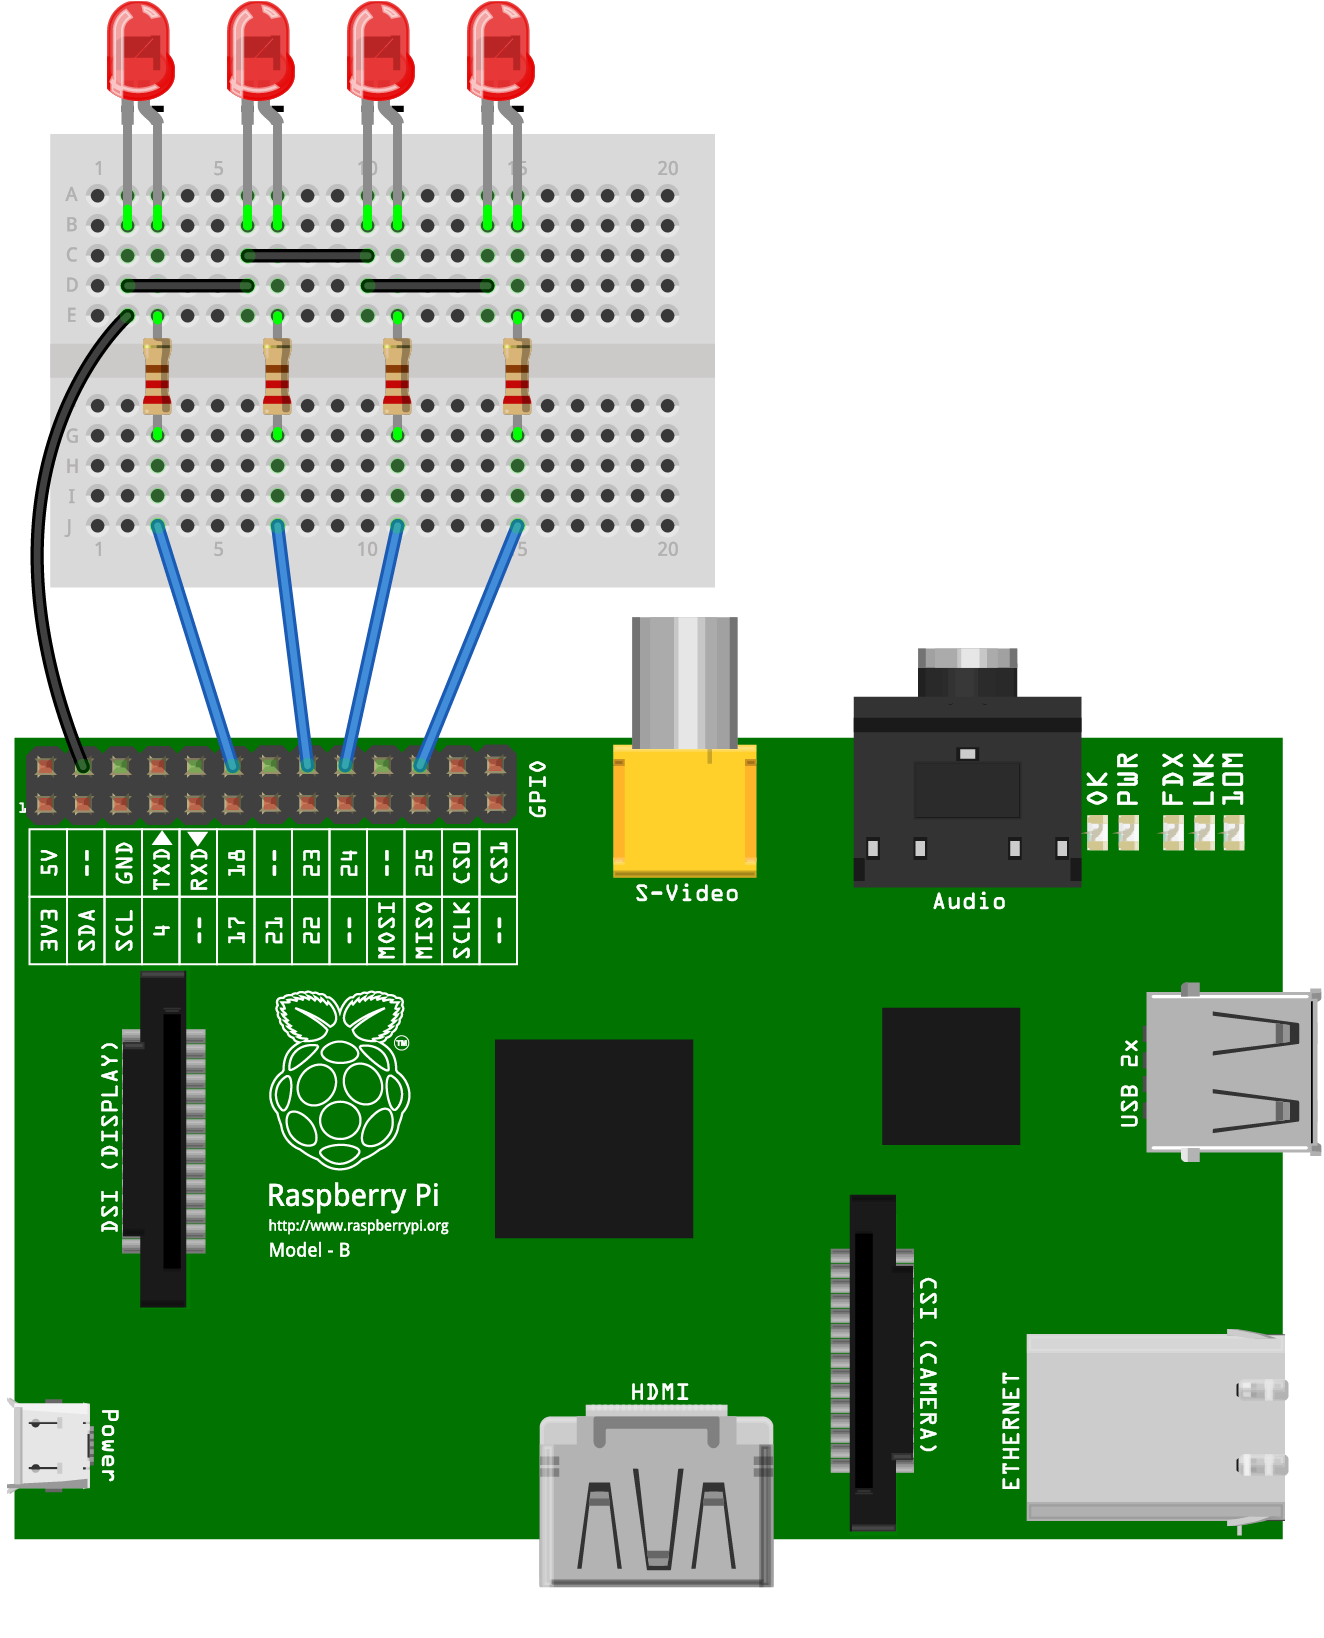 1 5 10 15 20
A
B
C
D
E
G
H
I
J
1 5 10 5 20
1
GPIO
5V -- GND TXD RXD 18 -- 23 24 -- 25 CS0 CS1
3V3 SDA SCL 4 -- 17 21 22 -- MOSI MISO SCLK --
S-Video
Audio
OK PWR FDX LNK 10M
DSI (DISPLAY)
TM
Raspberry Pi
http://www.raspberrypi.org
Model - B
USB 2x
CSI (CAMERA)
ETHERNET
HDMI
Power